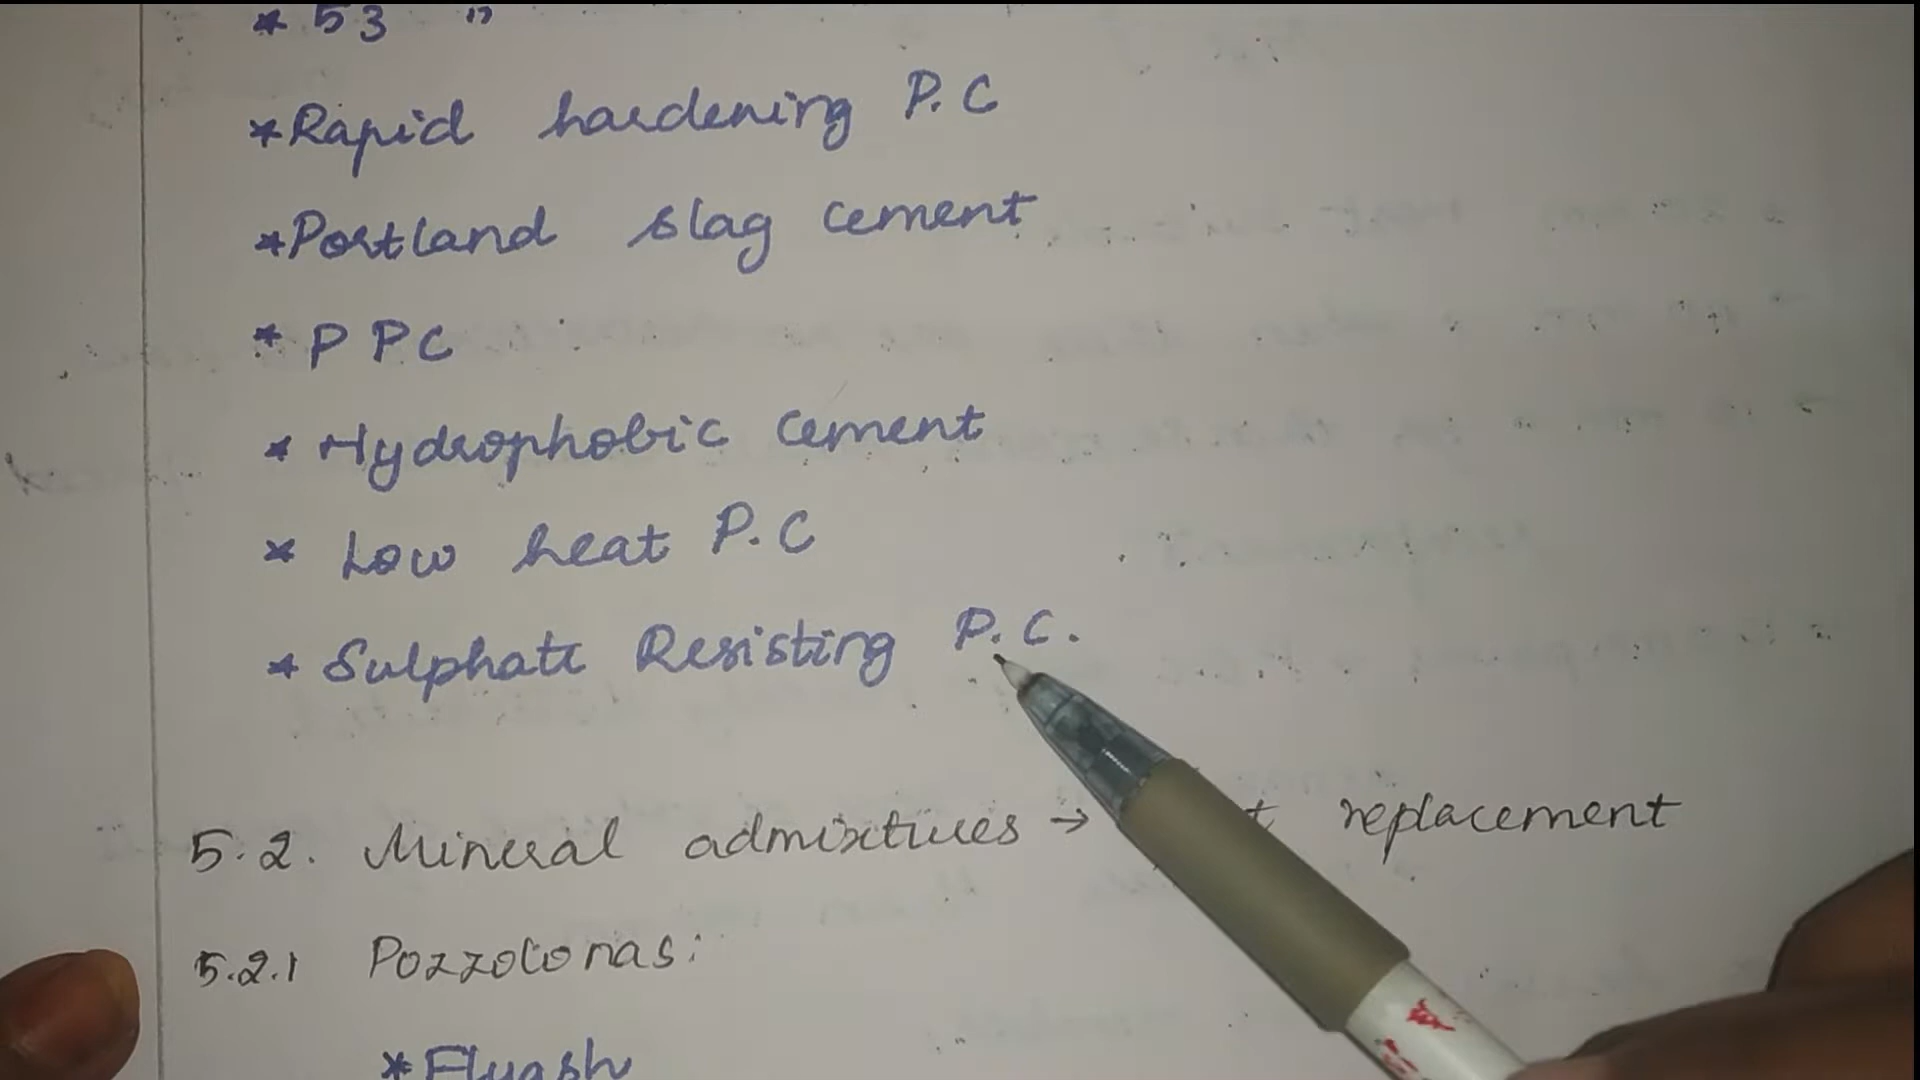 * 53 "
* Rapid hardening P.C
* Portland slag cement
* PPC
* Hydrophobic cement
* Low heat P.C
* Sulphate Resisting P.C.
5.2. Mineral admixtures → replacement
5.2.1 Pozzolonas:
* Flyash